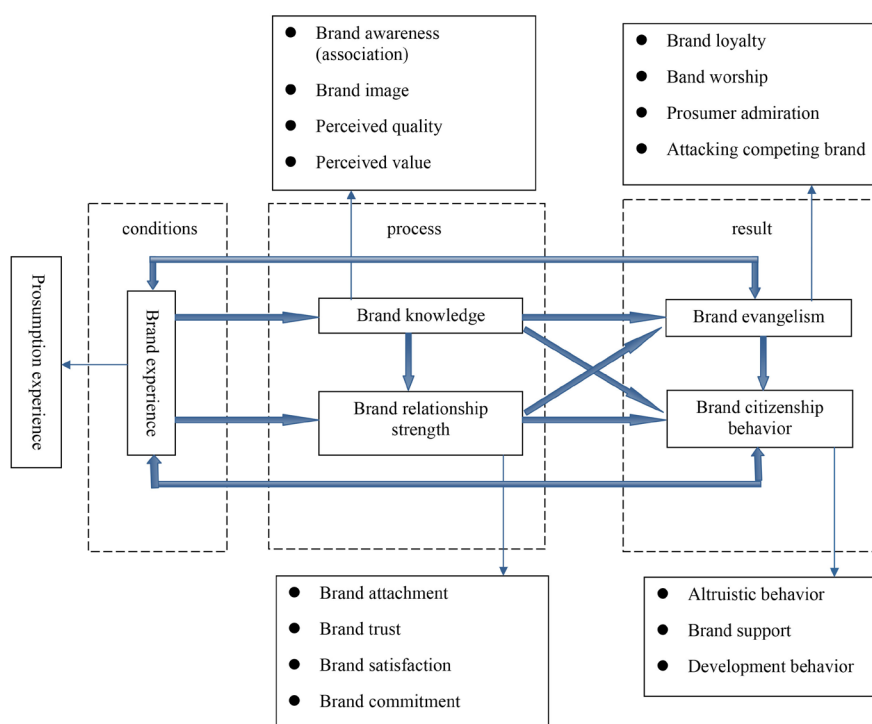 Brand awareness
(association)
Brand image
Perceived quality
Perceived value
Brand loyalty
Band worship
Prosumer admiration
Attacking competing brand
conditions
process
result
Prosumption experience
Brand experience
Brand knowledge
Brand evangelism
Brand relationship
strength
Brand citizenship
behavior
Brand attachment
Brand trust
Brand satisfaction
Brand commitment
Altruistic behavior
Brand support
Development behavior